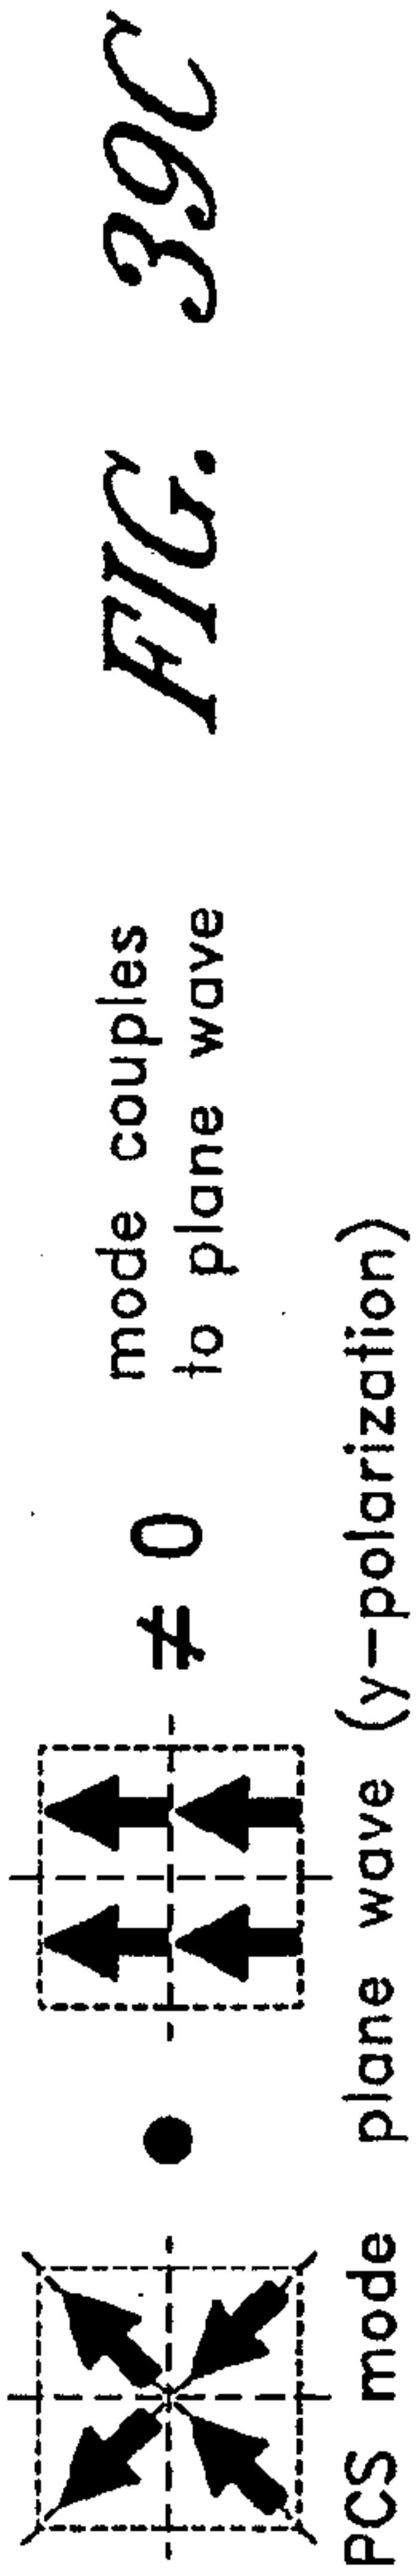 ≠ 0
mode couples
to plane wave
PCS mode plane wave (y-polarization)
FIG. 39C